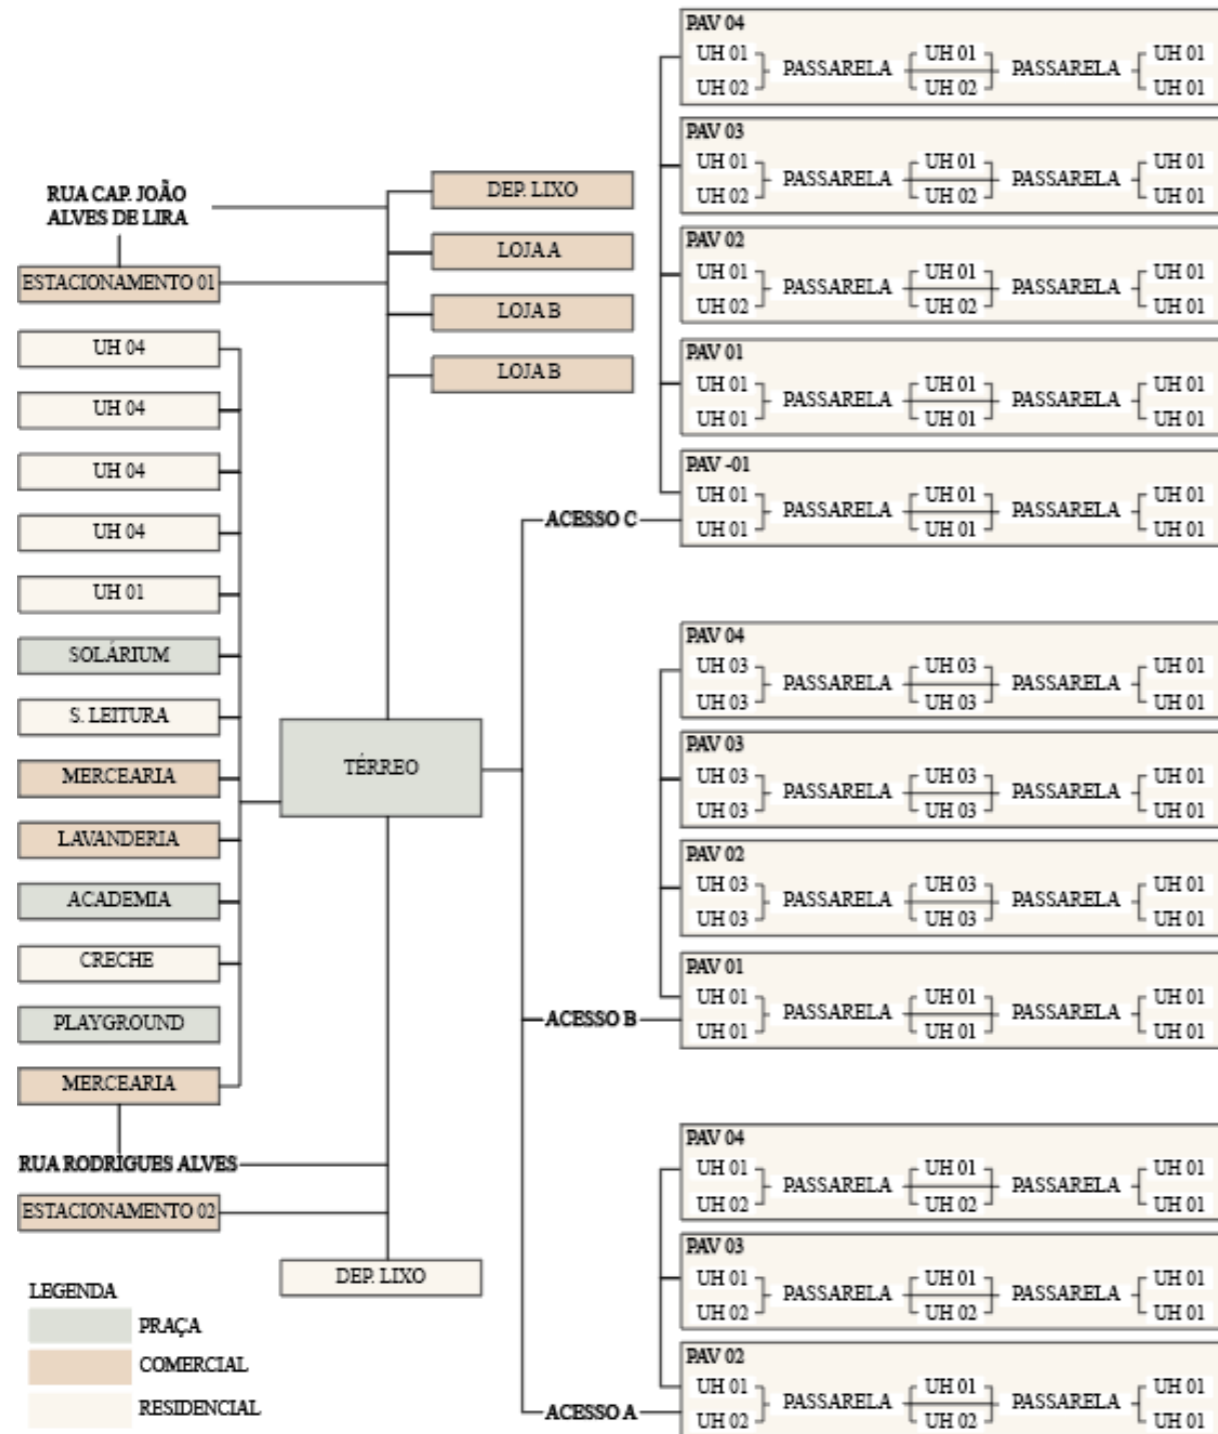 RUA CAP. JOÃO
ALVES DE LIRA
ESTACIONAMENTO 01
UH 04
UH 04
UH 04
UH 04
UH 01
SOLÁRIUM
S. LEITURA
MERCEARIA
LAVANDERIA
ACADEMIA
CRECHE
PLAYGROUND
MERCEARIA
RUA RODRIGUES ALVES
ESTACIONAMENTO 02
DEP. LIXO
LOJA A
LOJA B
LOJA B
TÉRREO
DEP. LIXO
LEGENDA
PRAÇA
COMERCIAL
RESIDENCIAL
ACESSO C
PAV 04
UH 01 UH 01 UH 01
PASSARELA PASSARELA
UH 02 UH 02 UH 01
PAV 03
UH 01 UH 01 UH 01
PASSARELA PASSARELA
UH 02 UH 02 UH 01
PAV 02
UH 01 UH 01 UH 01
PASSARELA PASSARELA
UH 02 UH 02 UH 01
PAV 01
UH 01 UH 01 UH 01
PASSARELA PASSARELA
UH 01 UH 01 UH 01
PAV -01
UH 01 UH 01 UH 01
PASSARELA PASSARELA
UH 01 UH 01 UH 01
ACESSO B
PAV 04
UH 03 UH 03 UH 01
PASSARELA PASSARELA
UH 03 UH 03 UH 01
PAV 03
UH 03 UH 03 UH 01
PASSARELA PASSARELA
UH 03 UH 03 UH 01
PAV 02
UH 03 UH 03 UH 01
PASSARELA PASSARELA
UH 03 UH 03 UH 01
PAV 01
UH 01 UH 01 UH 01
PASSARELA PASSARELA
UH 01 UH 01 UH 01
ACESSO A
PAV 04
UH 01 UH 01 UH 01
PASSARELA PASSARELA
UH 02 UH 02 UH 01
PAV 03
UH 01 UH 01 UH 01
PASSARELA PASSARELA
UH 02 UH 02 UH 01
PAV 02
UH 01 UH 01 UH 01
PASSARELA PASSARELA
UH 02 UH 02 UH 01